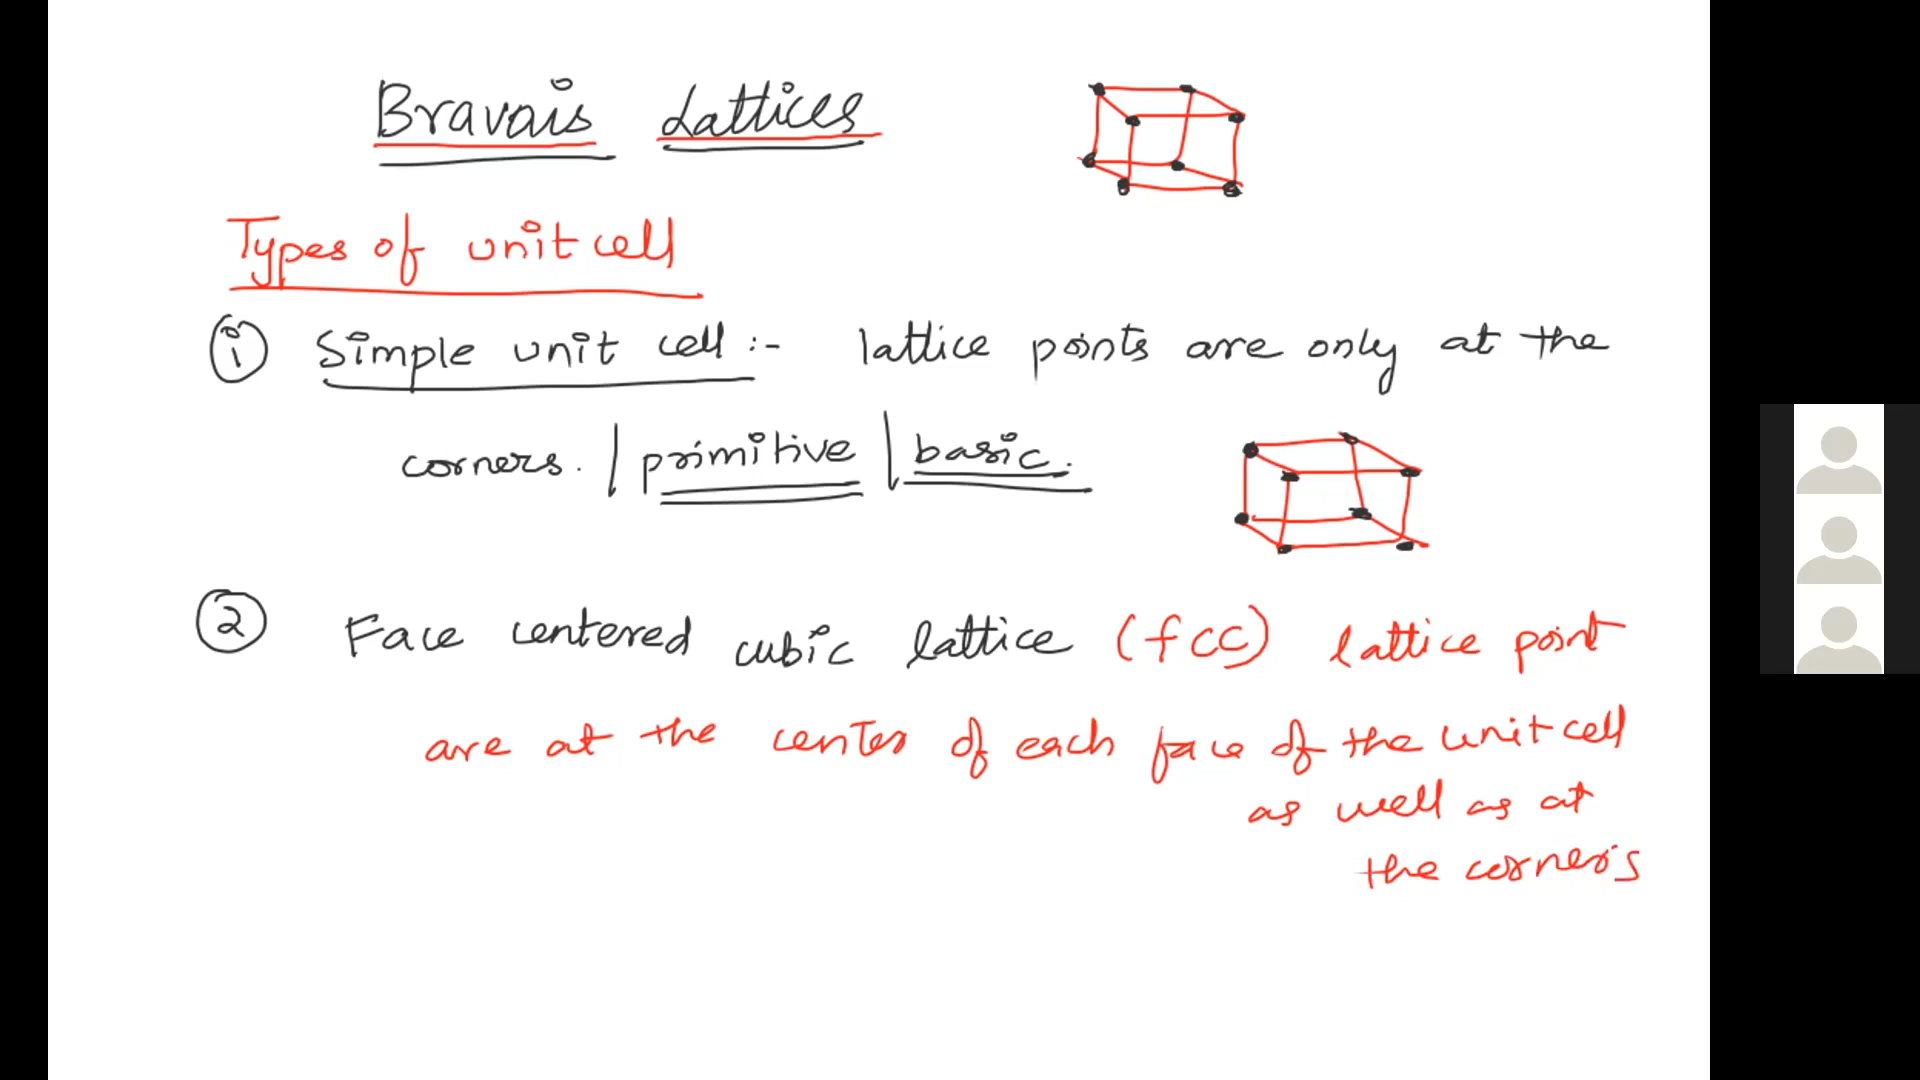 Bravais Lattices
Types of unit cell
(i) Simple unit cell :- lattice points are only at the
corners. | primitive | basic.
(2) Face centered cubic lattice (fcc) lattice point
are at the center of each face of the unit cell
as well as at
the corner's